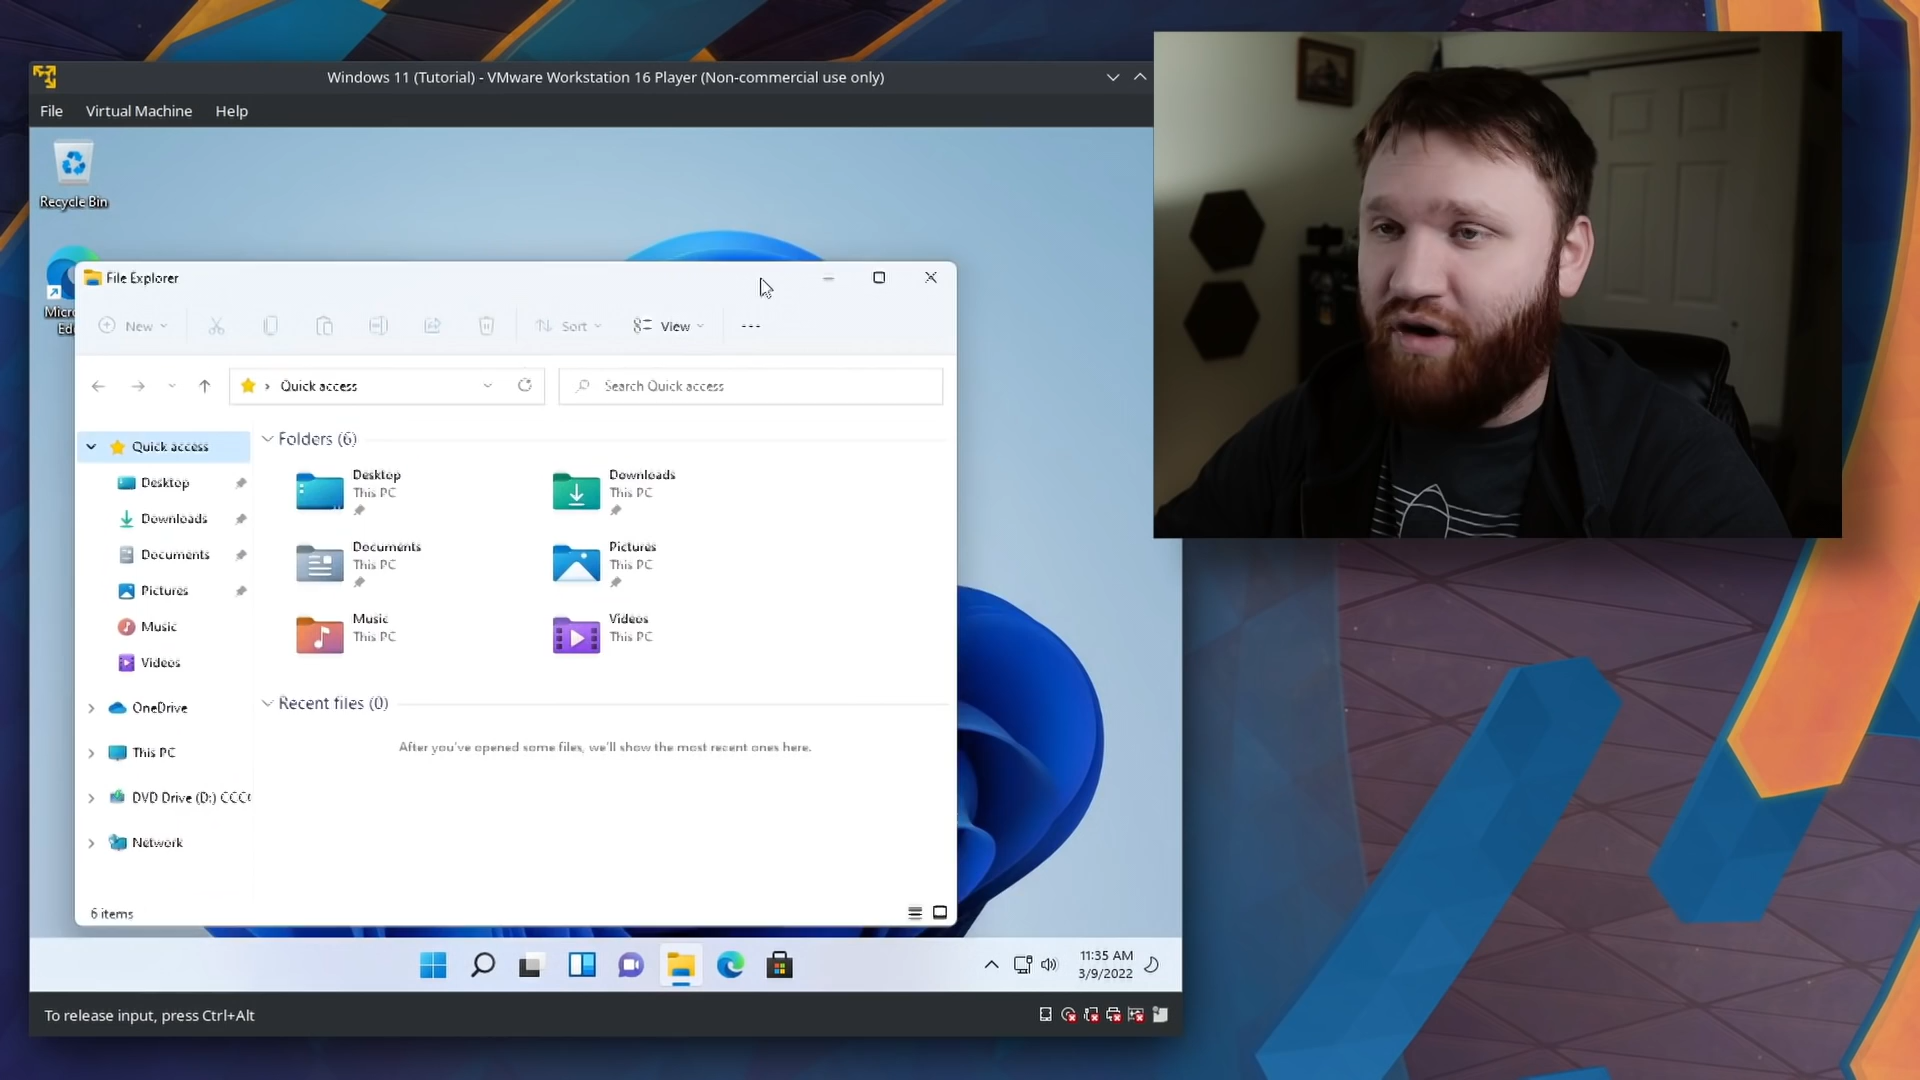 Windows 11 (Tutorial) - VMware Workstation 16 Player (Non-commercial use only)
File Virtual Machine Help
Recycle Bin
File Explorer
New
Sort
View
Quick access
Search Quick access
Quick access
Desktop
Downloads
Documents
Pictures
Music
Videos
OneDrive
This PC
DVD Drive (D:) CCC
Network
Folders (6)
Desktop
This PC
Downloads
This PC
Documents
This PC
Pictures
This PC
Music
This PC
Videos
This PC
Recent files (0)
After you've opened some files, we'll show the most recent ones here.
6 items
11:35 AM
3/9/2022
To release input, press Ctrl+Alt